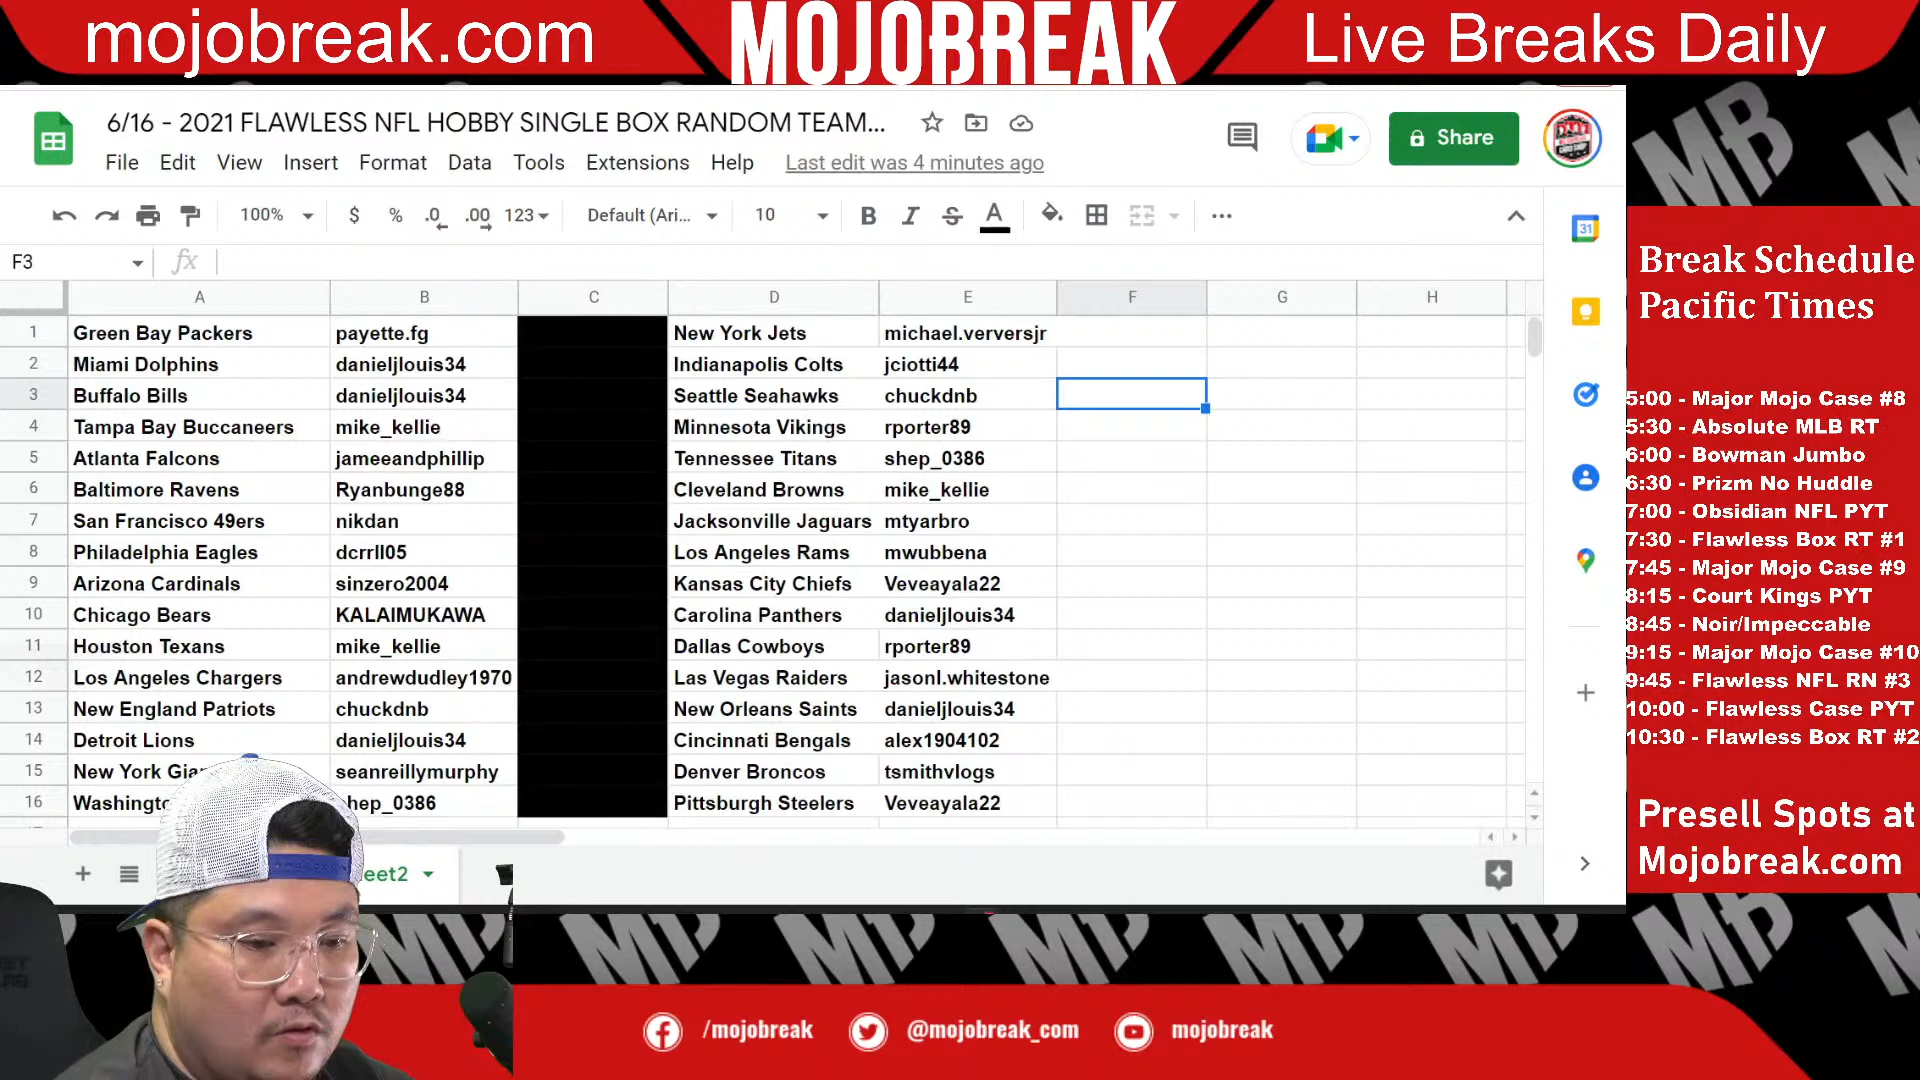 mojobreak.com
MOJOBREAK
Live Breaks Daily
6/16 - 2021 FLAWLESS NFL HOBBY SINGLE BOX RANDOM TEAM...
Share
File Edit View Insert Format Data Tools Extensions Help Last edit was 4 minutes ago
100% $ % .0 .00 123 Default (Ari... 10 B I S A
F3 fx
A B C D E F G H
1 Green Bay Packers payette.fg New York Jets michael.verversjr
2 Miami Dolphins danieljlouis34 Indianapolis Colts jciotti44
3 Buffalo Bills danieljlouis34 Seattle Seahawks chuckdnb
4 Tampa Bay Buccaneers mike_kellie Minnesota Vikings rporter89
5 Atlanta Falcons jameeandphillip Tennessee Titans shep_0386
6 Baltimore Ravens Ryanbunge88 Cleveland Browns mike_kellie
7 San Francisco 49ers nikdan Jacksonville Jaguars mtyarbro
8 Philadelphia Eagles dcrrll05 Los Angeles Rams mwubbena
9 Arizona Cardinals sinzero2004 Kansas City Chiefs Veveayala22
10 Chicago Bears KALAIMUKAWA Carolina Panthers danieljlouis34
11 Houston Texans mike_kellie Dallas Cowboys rporter89
12 Los Angeles Chargers andrewdudley1970 Las Vegas Raiders jasonl.whitestone
13 New England Patriots chuckdnb New Orleans Saints danieljlouis34
14 Detroit Lions danieljlouis34 Cincinnati Bengals alex1904102
15 New York Gia seanreillymurphy Denver Broncos tsmithvlogs
16 Washingto hep_0386 Pittsburgh Steelers Veveayala22
eet2
31
Break Schedule
Pacific Times
5:00 - Major Mojo Case #8
5:30 - Absolute MLB RT
6:00 - Bowman Jumbo
6:30 - Prizm No Huddle
7:00 - Obsidian NFL PYT
7:30 - Flawless Box RT #1
7:45 - Major Mojo Case #9
8:15 - Court Kings PYT
8:45 - Noir/Impeccable
9:15 - Major Mojo Case #10
9:45 - Flawless NFL RN #3
10:00 - Flawless Case PYT
10:30 - Flawless Box RT #2
Presell Spots at
Mojobreak.com
/mojobreak @mojobreak_com mojobreak